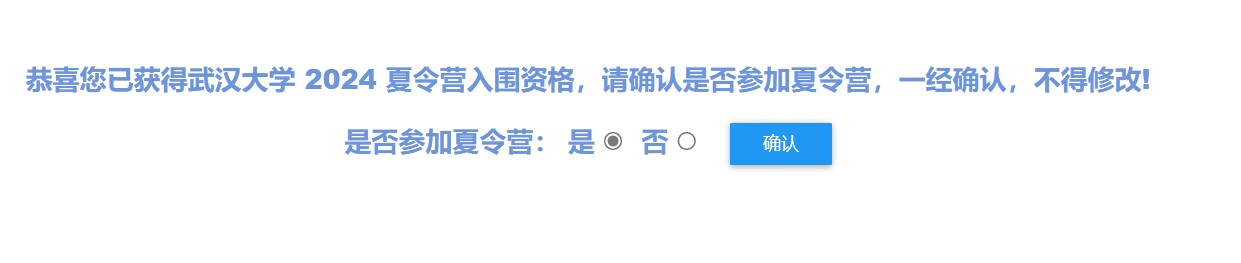 恭喜您已获得武汉大学 2024 夏令营入围资格，请确认是否参加夏令营，一经确认，不得修改!
是否参加夏令营： 是 否 确认